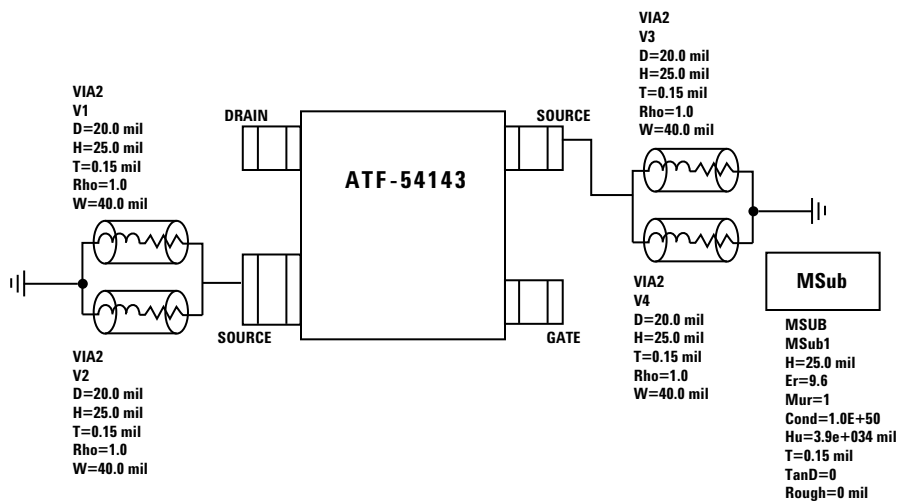 VIA2
V3
D=20.0 mil
H=25.0 mil
T=0.15 mil
Rho=1.0
W=40.0 mil
VIA2
V1
D=20.0 mil
H=25.0 mil
T=0.15 mil
Rho=1.0
W=40.0 mil
DRAIN
SOURCE
ATF-54143
SOURCE
GATE
VIA2
V2
D=20.0 mil
H=25.0 mil
T=0.15 mil
Rho=1.0
W=40.0 mil
VIA2
V4
D=20.0 mil
H=25.0 mil
T=0.15 mil
Rho=1.0
W=40.0 mil
MSub
MSUB
MSub1
H=25.0 mil
Er=9.6
Mur=1
Cond=1.0E+50
Hu=3.9e+034 mil
T=0.15 mil
TanD=0
Rough=0 mil